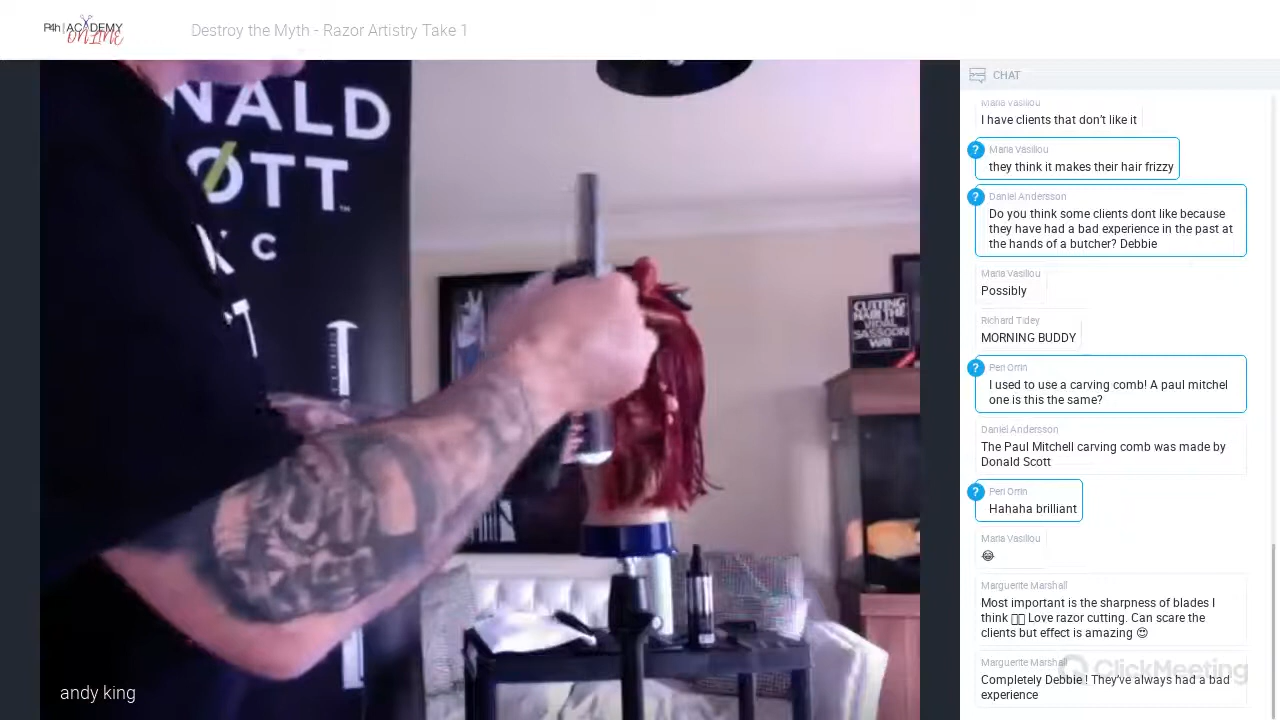 P4h | ACADEMY
ONLINE
Destroy the Myth - Razor Artistry Take 1
NALD
OTT™
C
CUTTING
HAIR THE
VIDAL
SASSOON
WAY
andy king
CHAT
Maria Vasiliou
I have clients that don't like it
? Maria Vasiliou
they think it makes their hair frizzy
? Daniel Andersson
Do you think some clients dont like because
they have had a bad experience in the past at
the hands of a butcher? Debbie
Maria Vasiliou
Possibly
Richard Tidey
MORNING BUDDY
? Peri Orrin
I used to use a carving comb! A paul mitchel
one is this the same?
Daniel Andersson
The Paul Mitchell carving comb was made by
Donald Scott
? Peri Orrin
Hahaha brilliant
Maria Vasiliou
😂
Marguerite Marshall
Most important is the sharpness of blades I
think Love razor cutting. Can scare the
clients but effect is amazing 😍
Marguerite Marshall
Completely Debbie ! They've always had a bad
experience
ClickMeeting